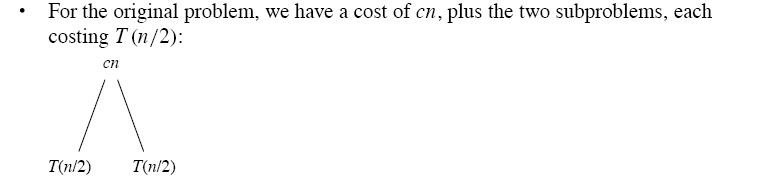 • For the original problem, we have a cost of cn, plus the two subproblems, each
costing T (n/2):
cn
T(n/2) T(n/2)